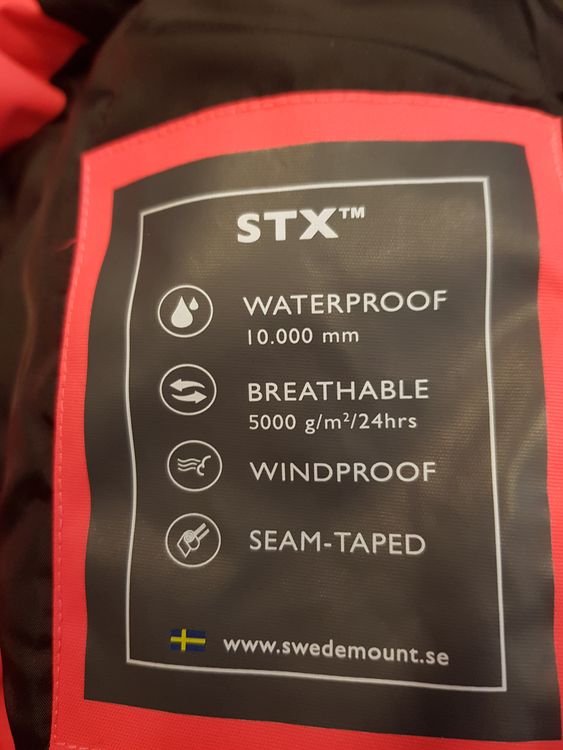 STX™
WATERPROOF
10.000 mm
BREATHABLE
5000 g/m²/24hrs
WINDPROOF
SEAM-TAPED
www.swedemount.se